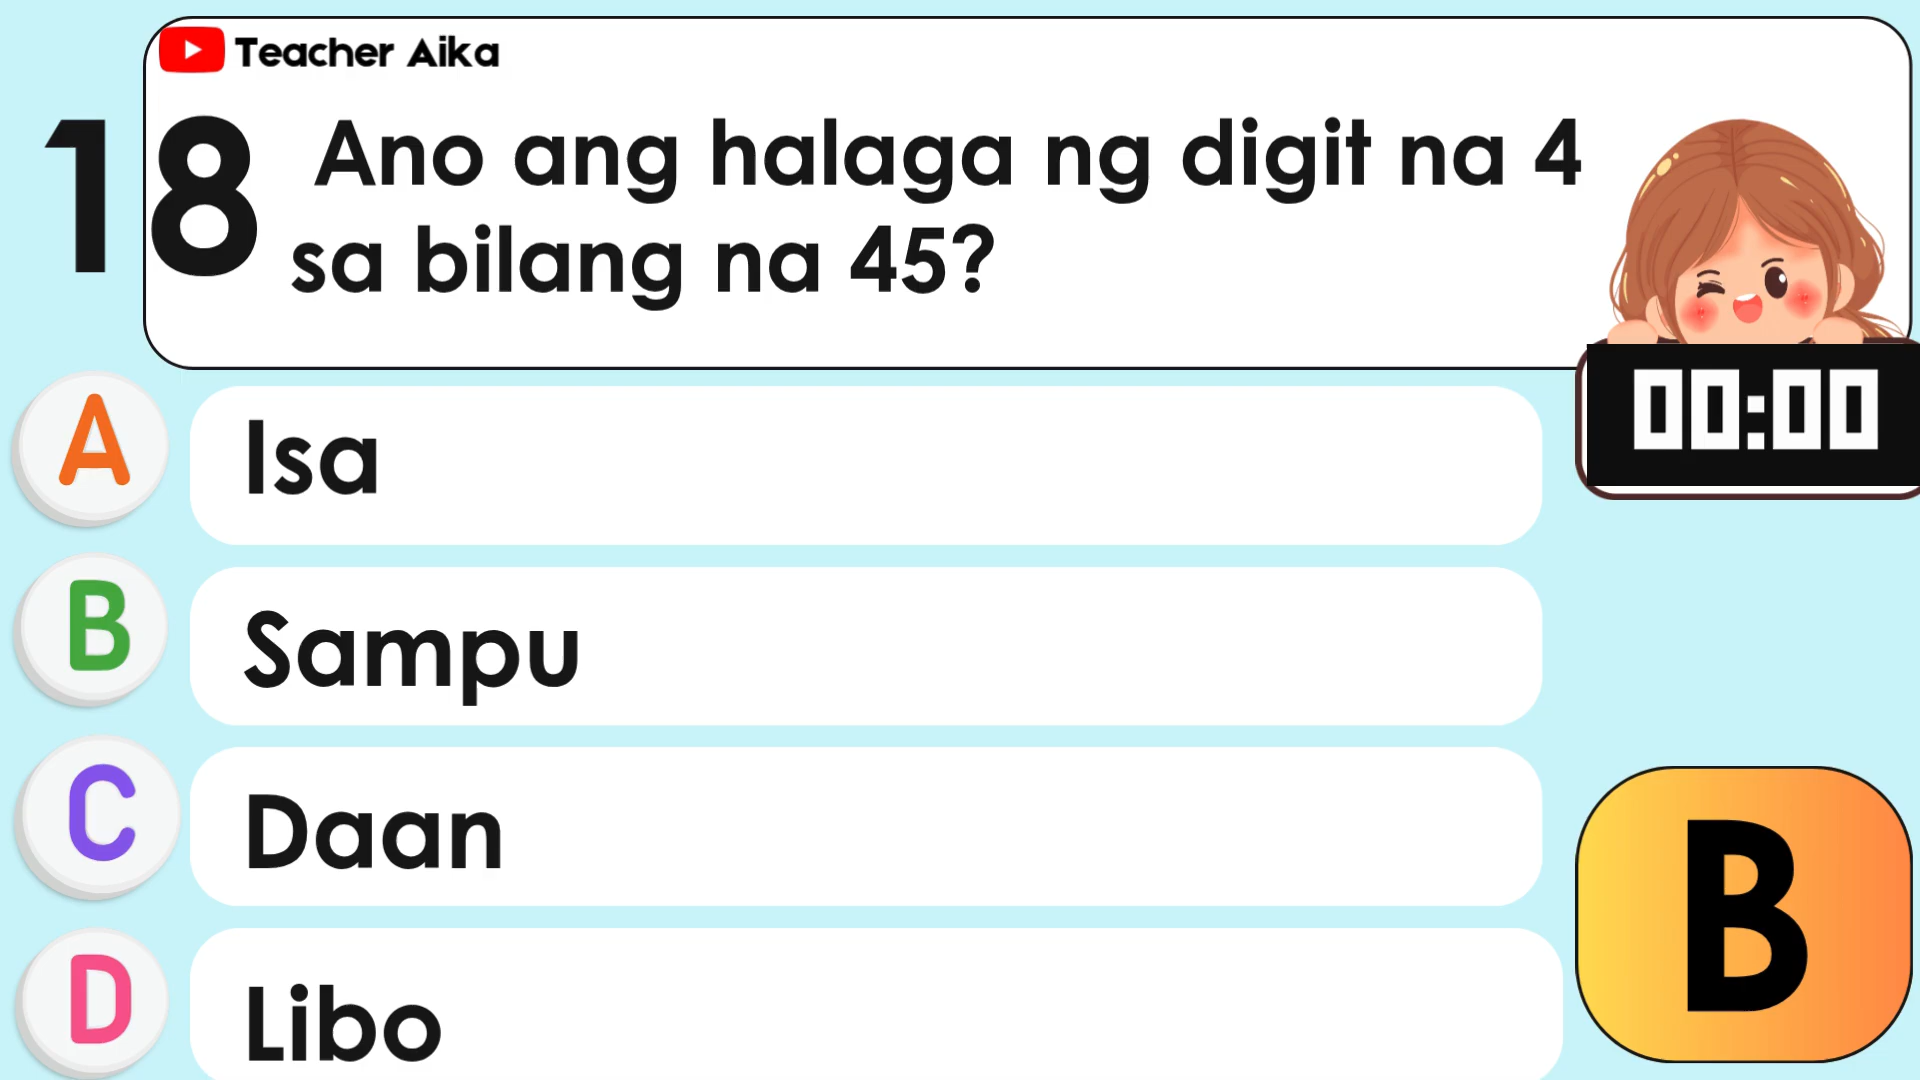 Teacher Aika
18 Ano ang halaga ng digit na 4
sa bilang na 45?
00:00
A Isa
B Sampu
C Daan
D Libo
B